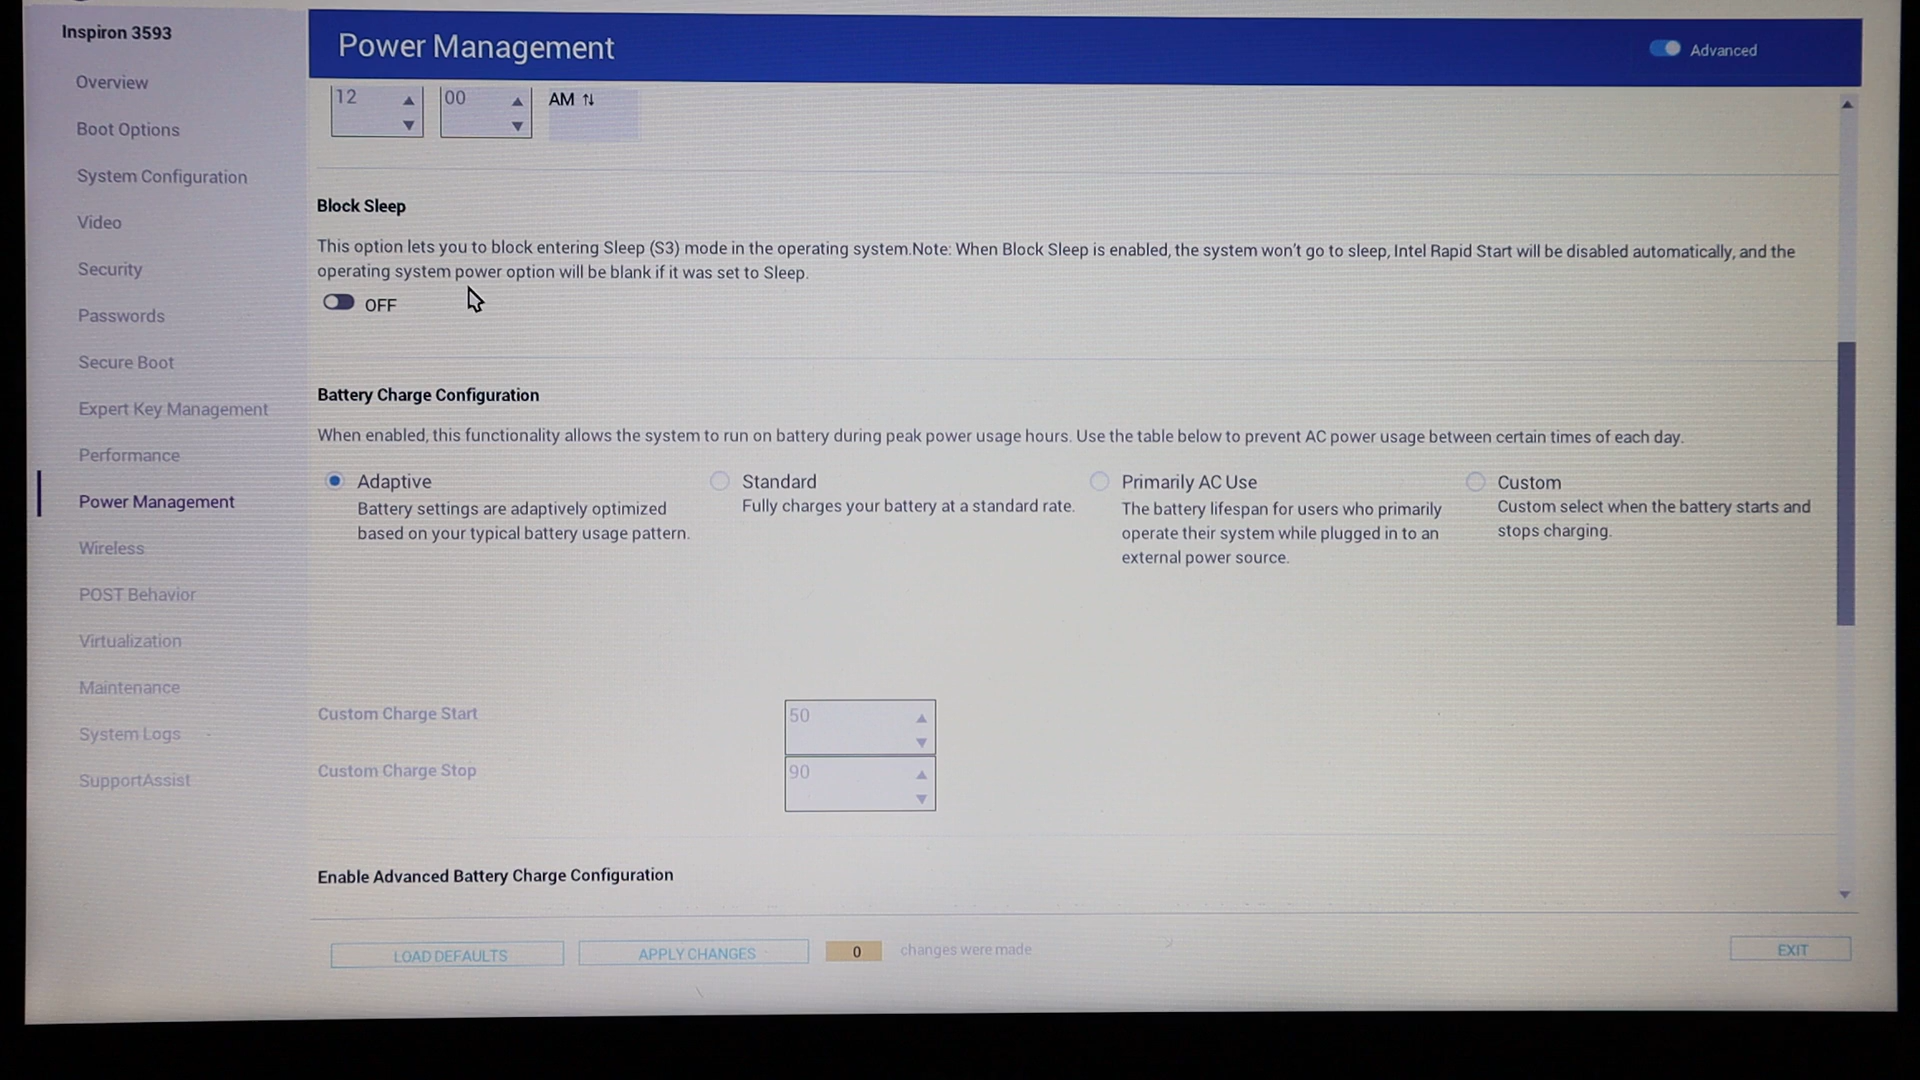 Inspiron 3593
Overview
Boot Options
System Configuration
Video
Security
Passwords
Secure Boot
Expert Key Management
Performance
Power Management
Wireless
POST Behavior
Virtualization
Maintenance
System Logs
SupportAssist
Power Management
Advanced
12 00 AM
Block Sleep
This option lets you to block entering Sleep (S3) mode in the operating system.Note: When Block Sleep is enabled, the system won't go to sleep, Intel Rapid Start will be disabled automatically, and the
operating system power option will be blank if it was set to Sleep.
OFF
Battery Charge Configuration
When enabled, this functionality allows the system to run on battery during peak power usage hours. Use the table below to prevent AC power usage between certain times of each day.
Adaptive
Battery settings are adaptively optimized
based on your typical battery usage pattern.
Standard
Fully charges your battery at a standard rate.
Primarily AC Use
The battery lifespan for users who primarily
operate their system while plugged in to an
external power source.
Custom
Custom select when the battery starts and
stops charging.
Custom Charge Start 50
Custom Charge Stop 90
Enable Advanced Battery Charge Configuration
LOAD DEFAULTS APPLY CHANGES 0 changes were made EXIT